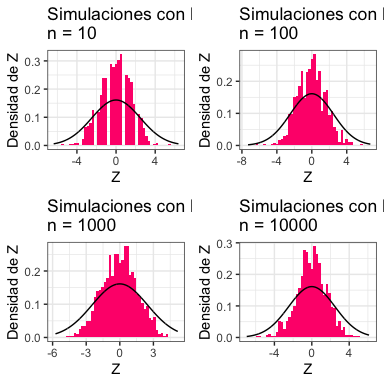 Simulaciones con
n = 10
Densidad de Z
0.3
0.2
0.1
0.0
-4
0
4
Z
Simulaciones con
n = 100
Densidad de Z
0.2
0.1
0.0
-8
-4
0
4
Z
Simulaciones con
n = 1000
Densidad de Z
0.2
0.1
0.0
-6
-3
0
3
Z
Simulaciones con
n = 10000
Densidad de Z
0.3
0.2
0.1
0.0
-4
0
4
Z